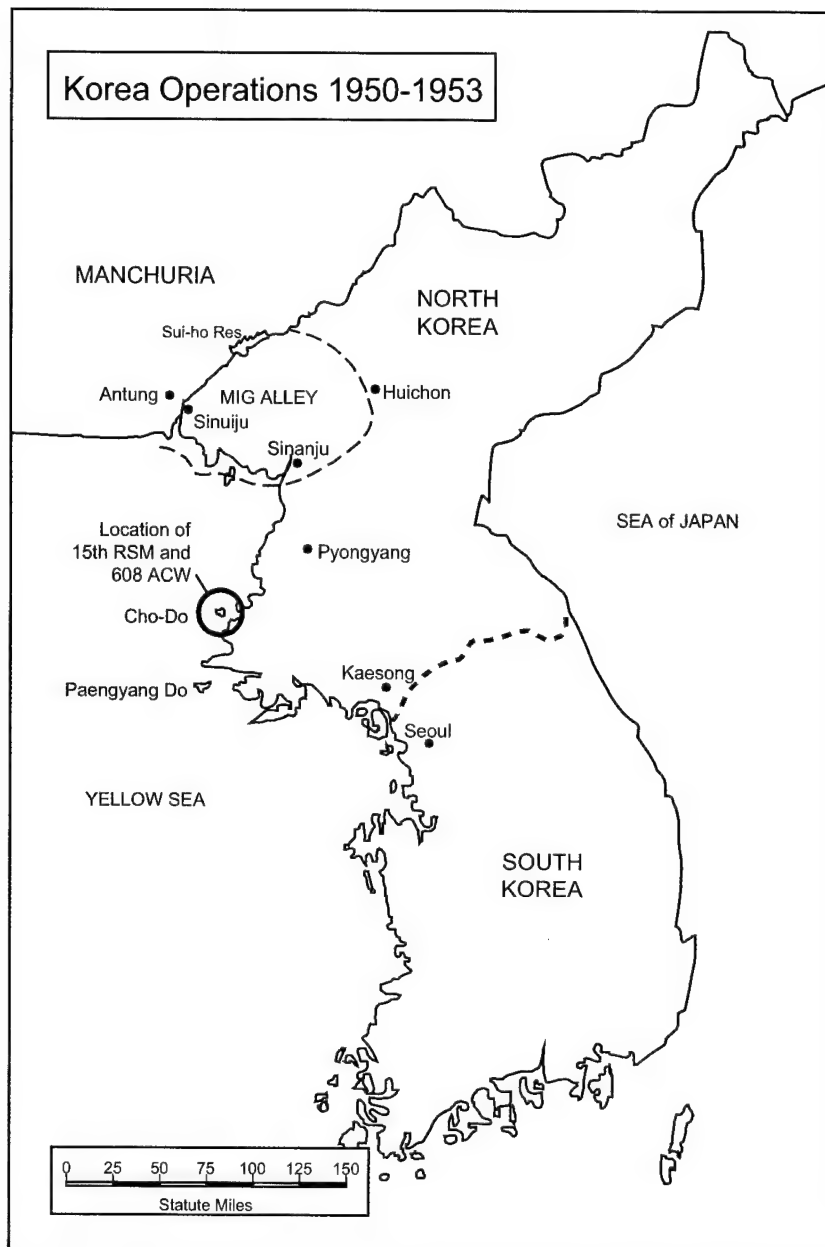 Korea Operations 1950-1953
MANCHURIA
NORTH
KOREA
Sui-ho Res
Antung
MIG ALLEY
Huichon
Sinuiju
Sinanju
SEA of JAPAN
Location of
15th RSM and
608 ACW
Pyongyang
Cho-Do
Kaesong
Paengyang Do
Seoul
YELLOW SEA
SOUTH
KOREA
0 25 50 75 100 125 150
Statute Miles